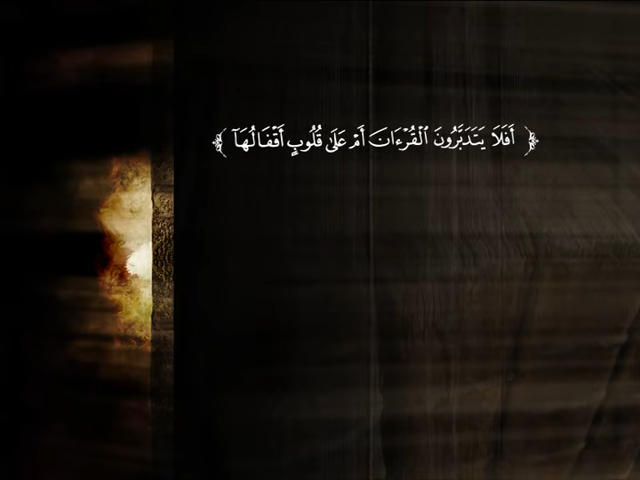 ﴿ أَفَلَا يَتَدَبَّرُونَ ٱلْقُرْءَانَ أَمْ عَلَىٰ قُلُوبٍ أَقْفَالُهَآ ﴾